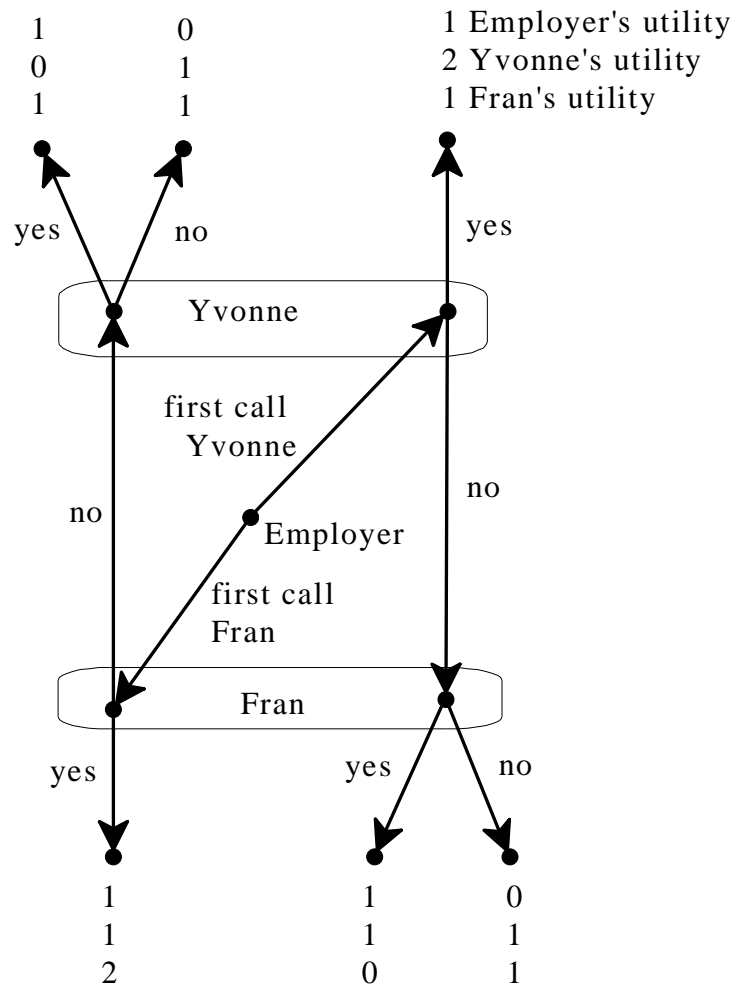 1 0
0 1
1 1
1 Employer's utility
2 Yvonne's utility
1 Fran's utility
yes
no
yes
Yvonne
first call
Yvonne
no
no
Employer
first call
Fran
Fran
yes
yes
no
1 1 0
1 1 1
2 0 1